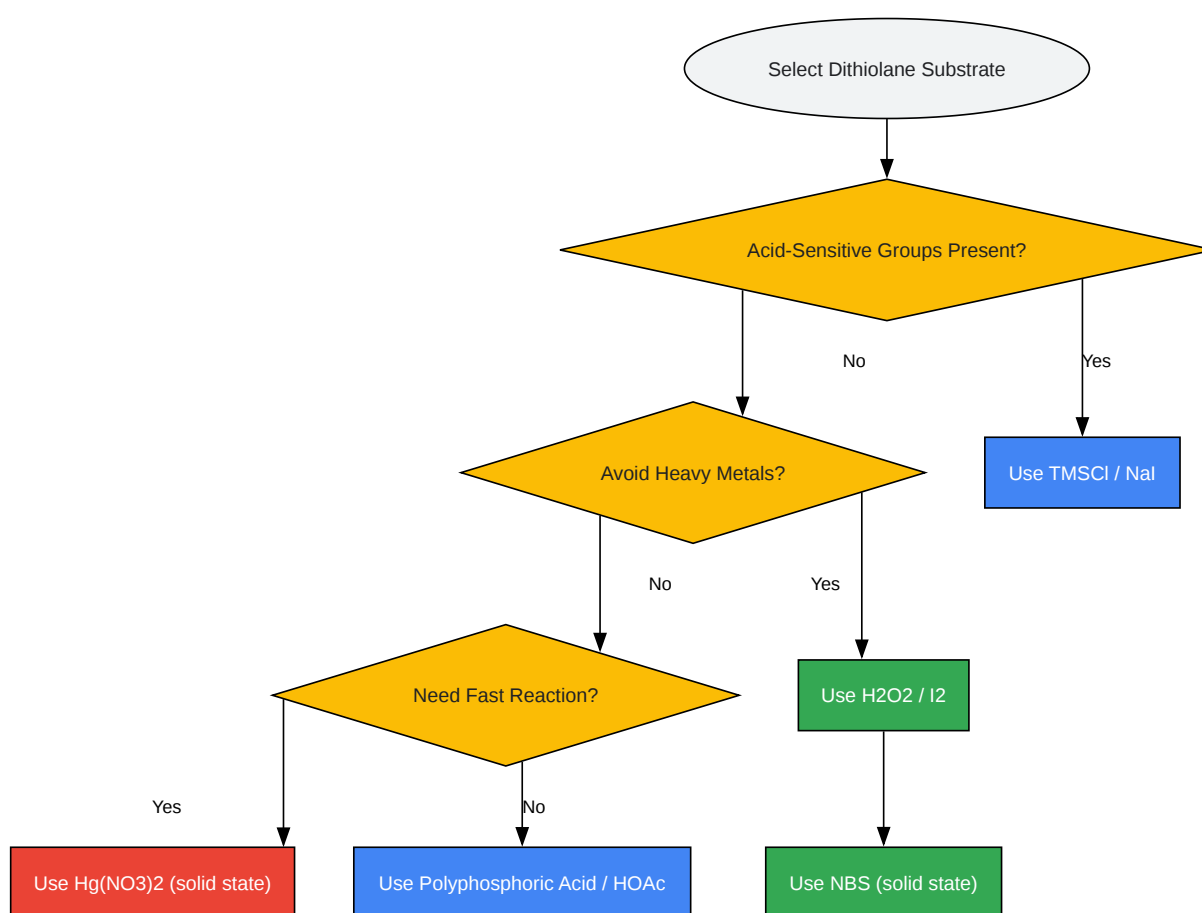 Select Dithiolane Substrate
Acid-Sensitive Groups Present?
No
Yes
Avoid Heavy Metals?
Use TMSCl / NaI
No
Yes
Need Fast Reaction?
Use H2O2 / I2
Yes
No
Use Hg(NO3)2 (solid state)
Use Polyphosphoric Acid / HOAc
Use NBS (solid state)